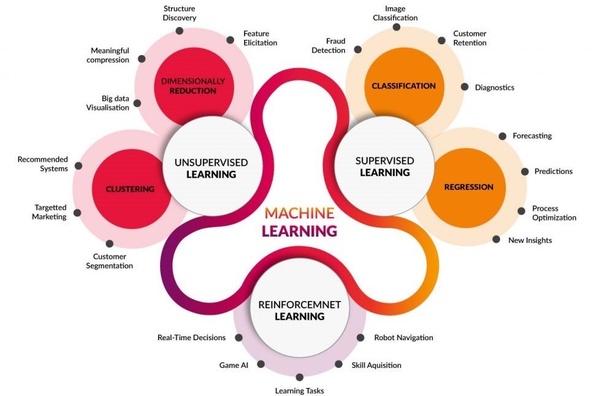 Structure
Discovery
Feature
Elicitation
Meaningful
compression
Big data
Visualisation
DIMENSIONALLY
REDUCTION
Recommended
Systems
Targetted
Marketing
Customer
Segmentation
CLUSTERING
UNSUPERVISED
LEARNING
Image
Classification
Fraud
Detection
Customer
Retention
Diagnostics
CLASSIFICATION
SUPERVISED
LEARNING
Forecasting
Predictions
Process
Optimization
New Insights
REGRESSION
MACHINE
LEARNING
REINFORCEMNET
LEARNING
Real-Time Decisions
Game AI
Learning Tasks
Skill Aquisition
Robot Navigation